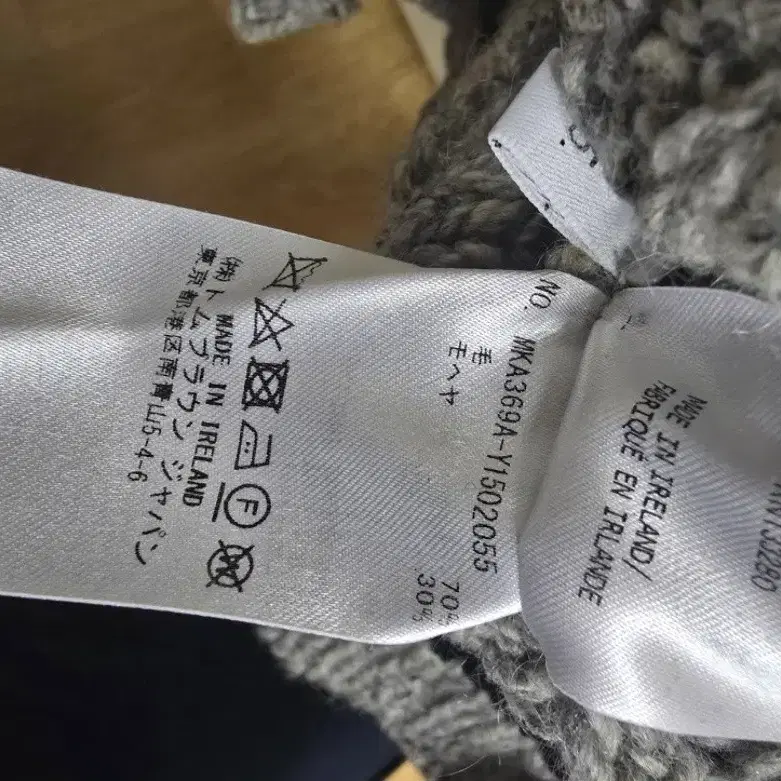 NO. MKA369A-Y1502055
毛 70%
モヘヤ 30%
MADE IN IRELAND
(株)トムブラウン ジャパン
東京都港区南青山5-4-6
MADE IN IRELAND/
FABRIQUÉ EN IRLANDE